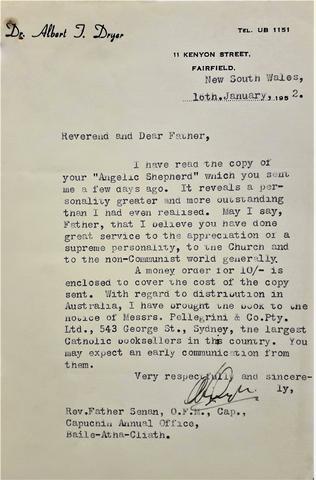 Dr. Albert T. Dryer
TEL. UB 1151
11 KENYON STREET,
FAIRFIELD.
New South Wales,
16th. January, 1952.
Reverend and Dear Father,
I have read the copy of
your "Angelic Shepherd" which you sent
me a few days ago. It reveals a per-
sonality greater and more outstanding
than I had even realised. May I say,
Father, that I believe you have done
great service to the appreciation of a
supreme personality, to the Church and
to the non-Communist world generally.
A money order for 10/- is
enclosed to cover the cost of the copy
sent. With regard to distribution in
Australia, I have brought the book to the
notice of Messrs. Pellegrini & Co.Pty.
Ltd., 543 George St., Sydney, the largest
Catholic booksellers in this country. You
may expect an early communication from
them.
Very respectfully and sincere-
ly,
Rev.Father Senan, O.F.M., Cap.,
Capuchin Annual Office,
Baile-Atha-Cliath.